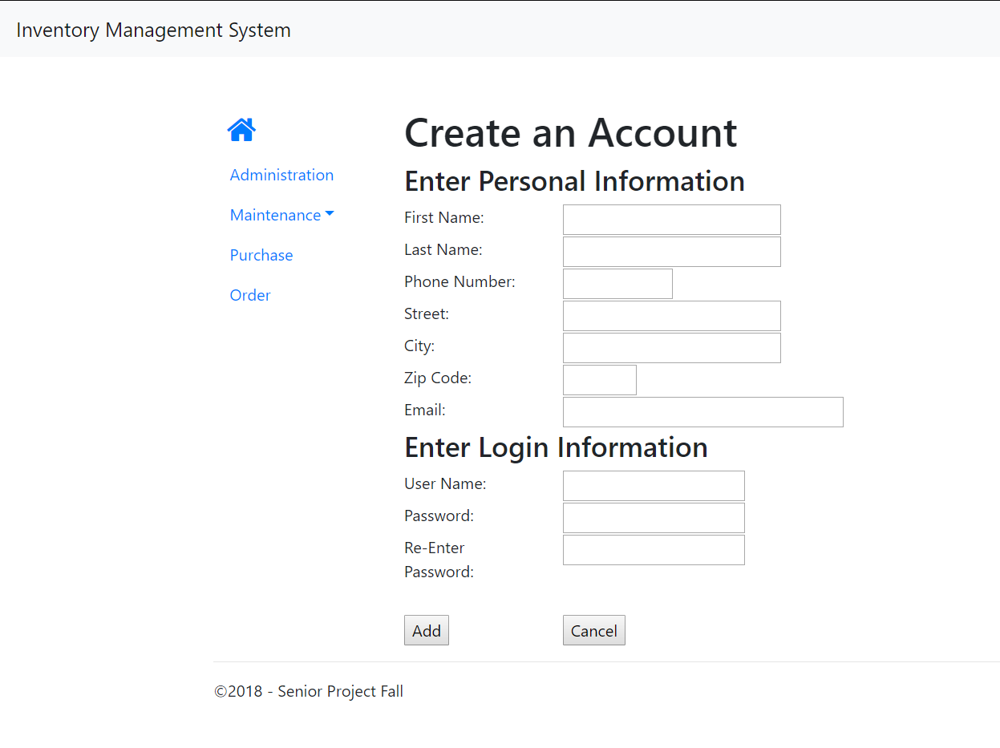 Inventory Management System
Administration
Maintenance
Purchase
Order
Create an Account
Enter Personal Information
First Name:
Last Name:
Phone Number:
Street:
City:
Zip Code:
Email:
Enter Login Information
User Name:
Password:
Re-Enter
Password:
Add
Cancel
©2018 - Senior Project Fall